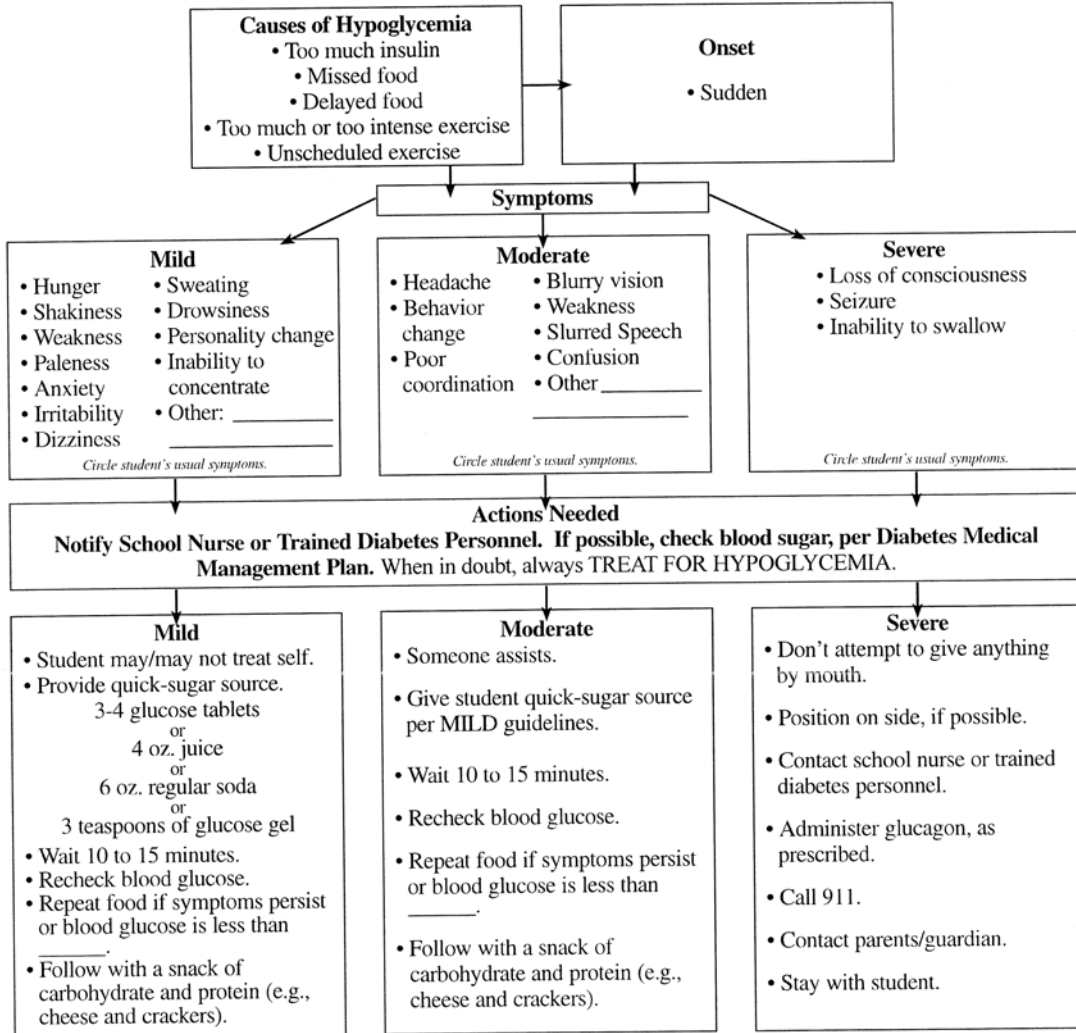 Causes of Hypoglycemia
• Too much insulin
• Missed food
• Delayed food
• Too much or too intense exercise
• Unscheduled exercise
Onset
• Sudden
Symptoms
Mild
• Hunger
• Shakiness
• Weakness
• Paleness
• Anxiety
• Irritability
• Dizziness
• Sweating
• Drowsiness
• Personality change
• Inability to
concentrate
• Other: ____________
____________
Circle student's usual symptoms.
Moderate
• Headache
• Behavior
change
• Poor
coordination
• Blurry vision
• Weakness
• Slurred Speech
• Confusion
• Other ____________
____________
Circle student's usual symptoms.
Severe
• Loss of consciousness
• Seizure
• Inability to swallow
Circle student's usual symptoms.
Actions Needed
Notify School Nurse or Trained Diabetes Personnel. If possible, check blood sugar, per Diabetes Medical
Management Plan. When in doubt, always TREAT FOR HYPOGLYCEMIA.
Mild
• Student may/may not treat self.
• Provide quick-sugar source.
3-4 glucose tablets
or
4 oz. juice
or
6 oz. regular soda
or
3 teaspoons of glucose gel
• Wait 10 to 15 minutes.
• Recheck blood glucose.
• Repeat food if symptoms persist
or blood glucose is less than
______.
• Follow with a snack of
carbohydrate and protein (e.g.,
cheese and crackers).
Moderate
• Someone assists.
• Give student quick-sugar source
per MILD guidelines.
• Wait 10 to 15 minutes.
• Recheck blood glucose.
• Repeat food if symptoms persist
or blood glucose is less than
______.
• Follow with a snack of
carbohydrate and protein (e.g.,
cheese and crackers).
Severe
• Don't attempt to give anything
by mouth.
• Position on side, if possible.
• Contact school nurse or trained
diabetes personnel.
• Administer glucagon, as
prescribed.
• Call 911.
• Contact parents/guardian.
• Stay with student.